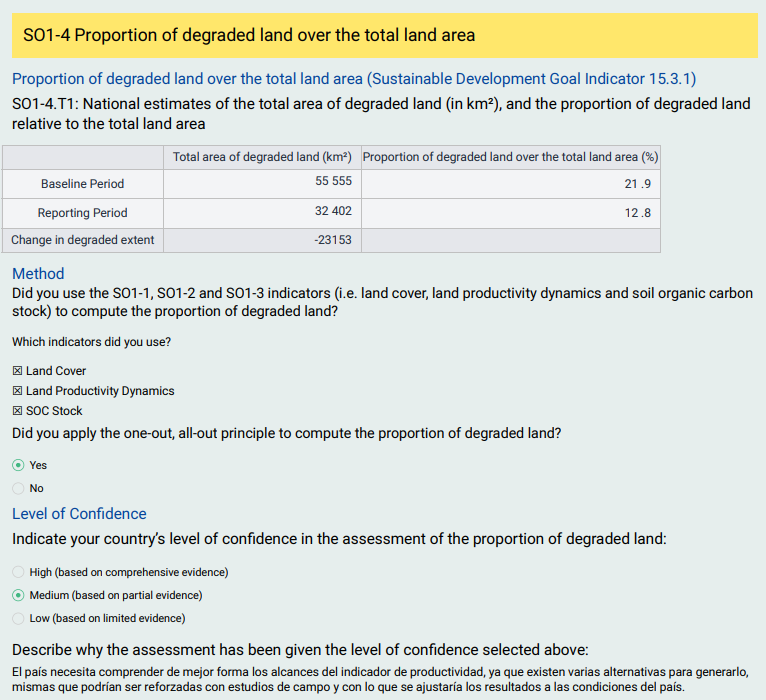 SO1-4 Proportion of degraded land over the total land area
Proportion of degraded land over the total land area (Sustainable Development Goal Indicator 15.3.1)
SO1-4.T1: National estimates of the total area of degraded land (in km²), and the proportion of degraded land
relative to the total land area
Total area of degraded land (km²) Proportion of degraded land over the total land area (%)
Baseline Period 55 555 21 .9
Reporting Period 32 402 12 .8
Change in degraded extent -23153
Method
Did you use the SO1-1, SO1-2 and SO1-3 indicators (i.e. land cover, land productivity dynamics and soil organic carbon
stock) to compute the proportion of degraded land?
Which indicators did you use?
☒ Land Cover
☒ Land Productivity Dynamics
☒ SOC Stock
Did you apply the one-out, all-out principle to compute the proportion of degraded land?
Yes
No
Level of Confidence
Indicate your country's level of confidence in the assessment of the proportion of degraded land:
High (based on comprehensive evidence)
Medium (based on partial evidence)
Low (based on limited evidence)
Describe why the assessment has been given the level of confidence selected above:
El país necesita comprender de mejor forma los alcances del indicador de productividad, ya que existen varias alternativas para generarlo,
mismas que podrían ser reforzadas con estudios de campo y con lo que se ajustaría los resultados a las condiciones del país.